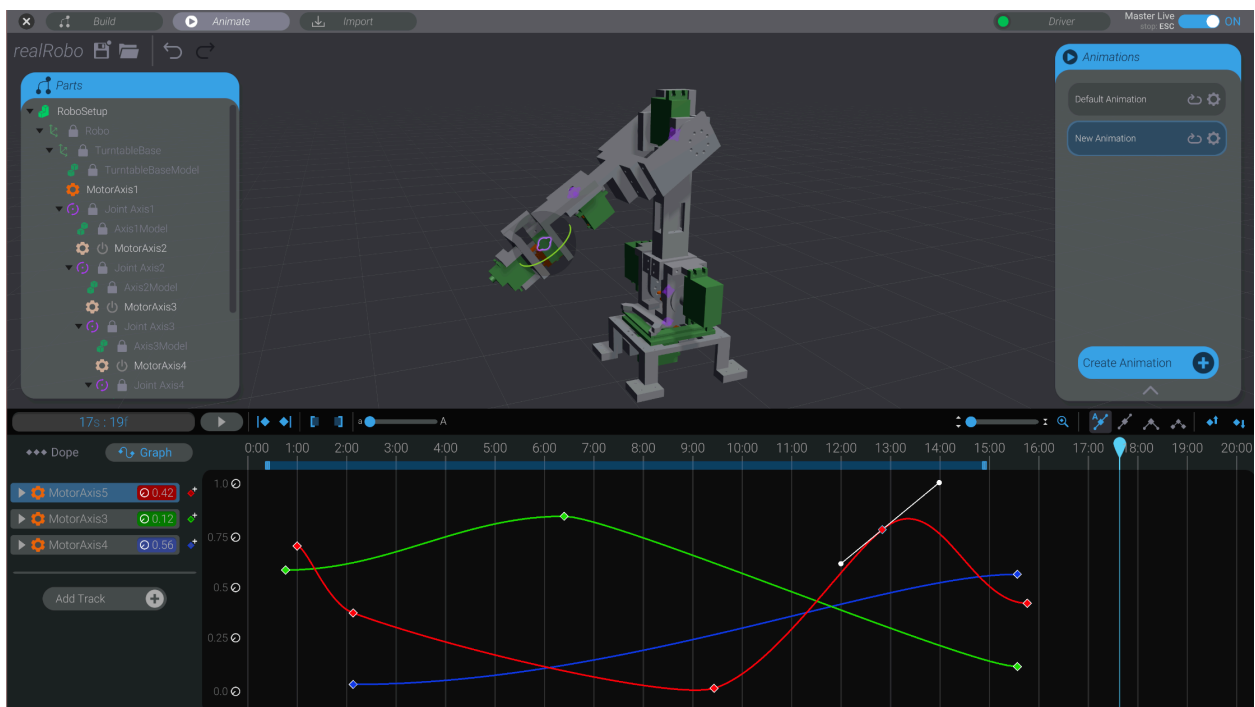 Build
Animate
Import
Driver
Master Live
stop: ESC
ON
realRobo
Parts
RoboSetup
Robo
TurntableBase
TurntableBaseModel
MotorAxis1
Joint Axis1
Axis1Model
MotorAxis2
Joint Axis2
Axis2Model
MotorAxis3
Joint Axis3
Axis3Model
MotorAxis4
Joint Axis4
Animations
Default Animation
New Animation
Create Animation
17s : 19f
a
A
A
Dope
Graph
0:00 1:00 2:00 3:00 4:00 5:00 6:00 7:00 8:00 9:00 10:00 11:00 12:00 13:00 14:00 15:00 16:00 17:00 18:00 19:00 20:00
MotorAxis5 0.42
MotorAxis3 0.12
MotorAxis4 0.56
Add Track
1.0
0.75
0.5
0.25
0.0